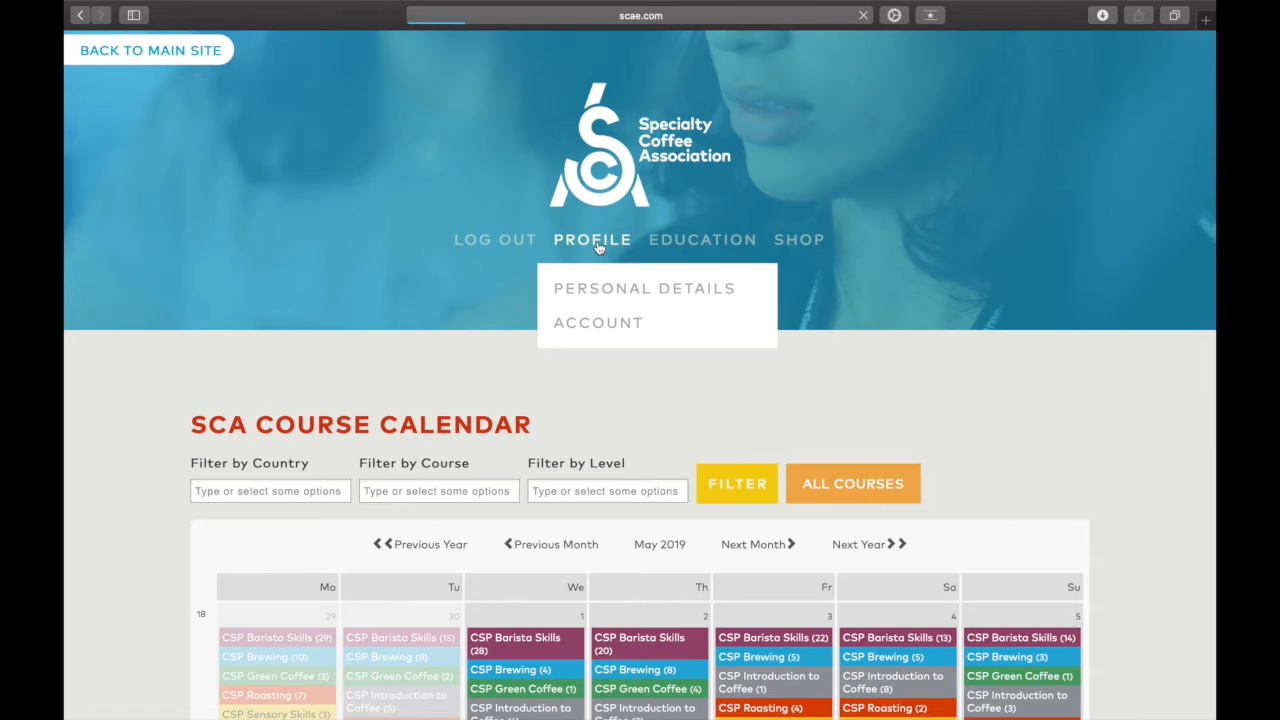 scae.com
BACK TO MAIN SITE
Specialty
Coffee
Association
LOG OUT PROFILE EDUCATION SHOP
PERSONAL DETAILS
ACCOUNT
SCA COURSE CALENDAR
Filter by Country Filter by Course Filter by Level
Type or select some options Type or select some options Type or select some options FILTER ALL COURSES
Previous Year Previous Month May 2019 Next Month Next Year
Mo Tu We Th Fr Sa Su
18 29 30 1 2 3 4 5
CSP Barista Skills (29)
CSP Brewing (10)
CSP Green Coffee (3)
CSP Roasting (7)
CSP Sensory Skills (3)
CSP Barista Skills (15)
CSP Brewing (8)
CSP Green Coffee (2)
CSP Introduction to
Coffee (5)
CSP Barista Skills
(28)
CSP Brewing (4)
CSP Green Coffee (1)
CSP Introduction to
CSP Barista Skills
(20)
CSP Brewing (8)
CSP Green Coffee (4)
CSP Introduction to
CSP Barista Skills (22)
CSP Brewing (5)
CSP Introduction to
Coffee (1)
CSP Roasting (4)
CSP Barista Skills (13)
CSP Brewing (5)
CSP Introduction to
Coffee (8)
CSP Roasting (2)
CSP Barista Skills (14)
CSP Brewing (3)
CSP Green Coffee (1)
CSP Introduction to
Coffee (3)